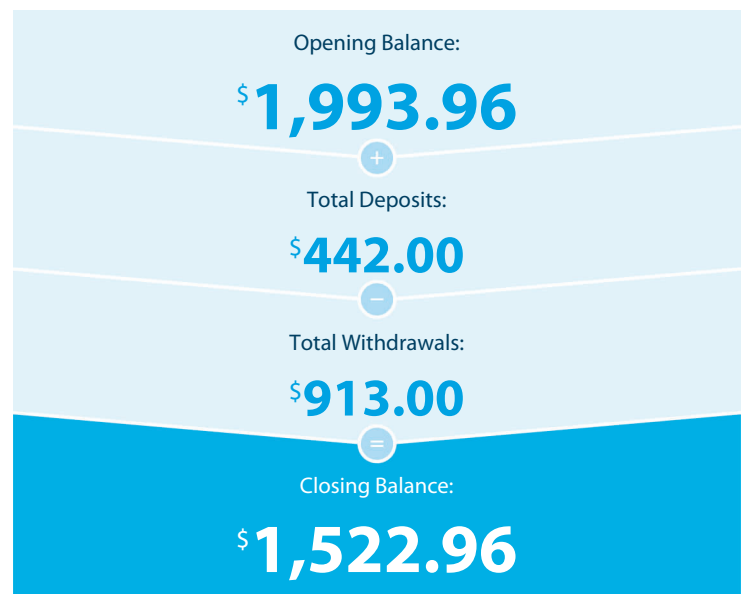 Opening Balance:
$1,993.96
+
Total Deposits:
$442.00
−
Total Withdrawals:
$913.00
=
Closing Balance:
$1,522.96